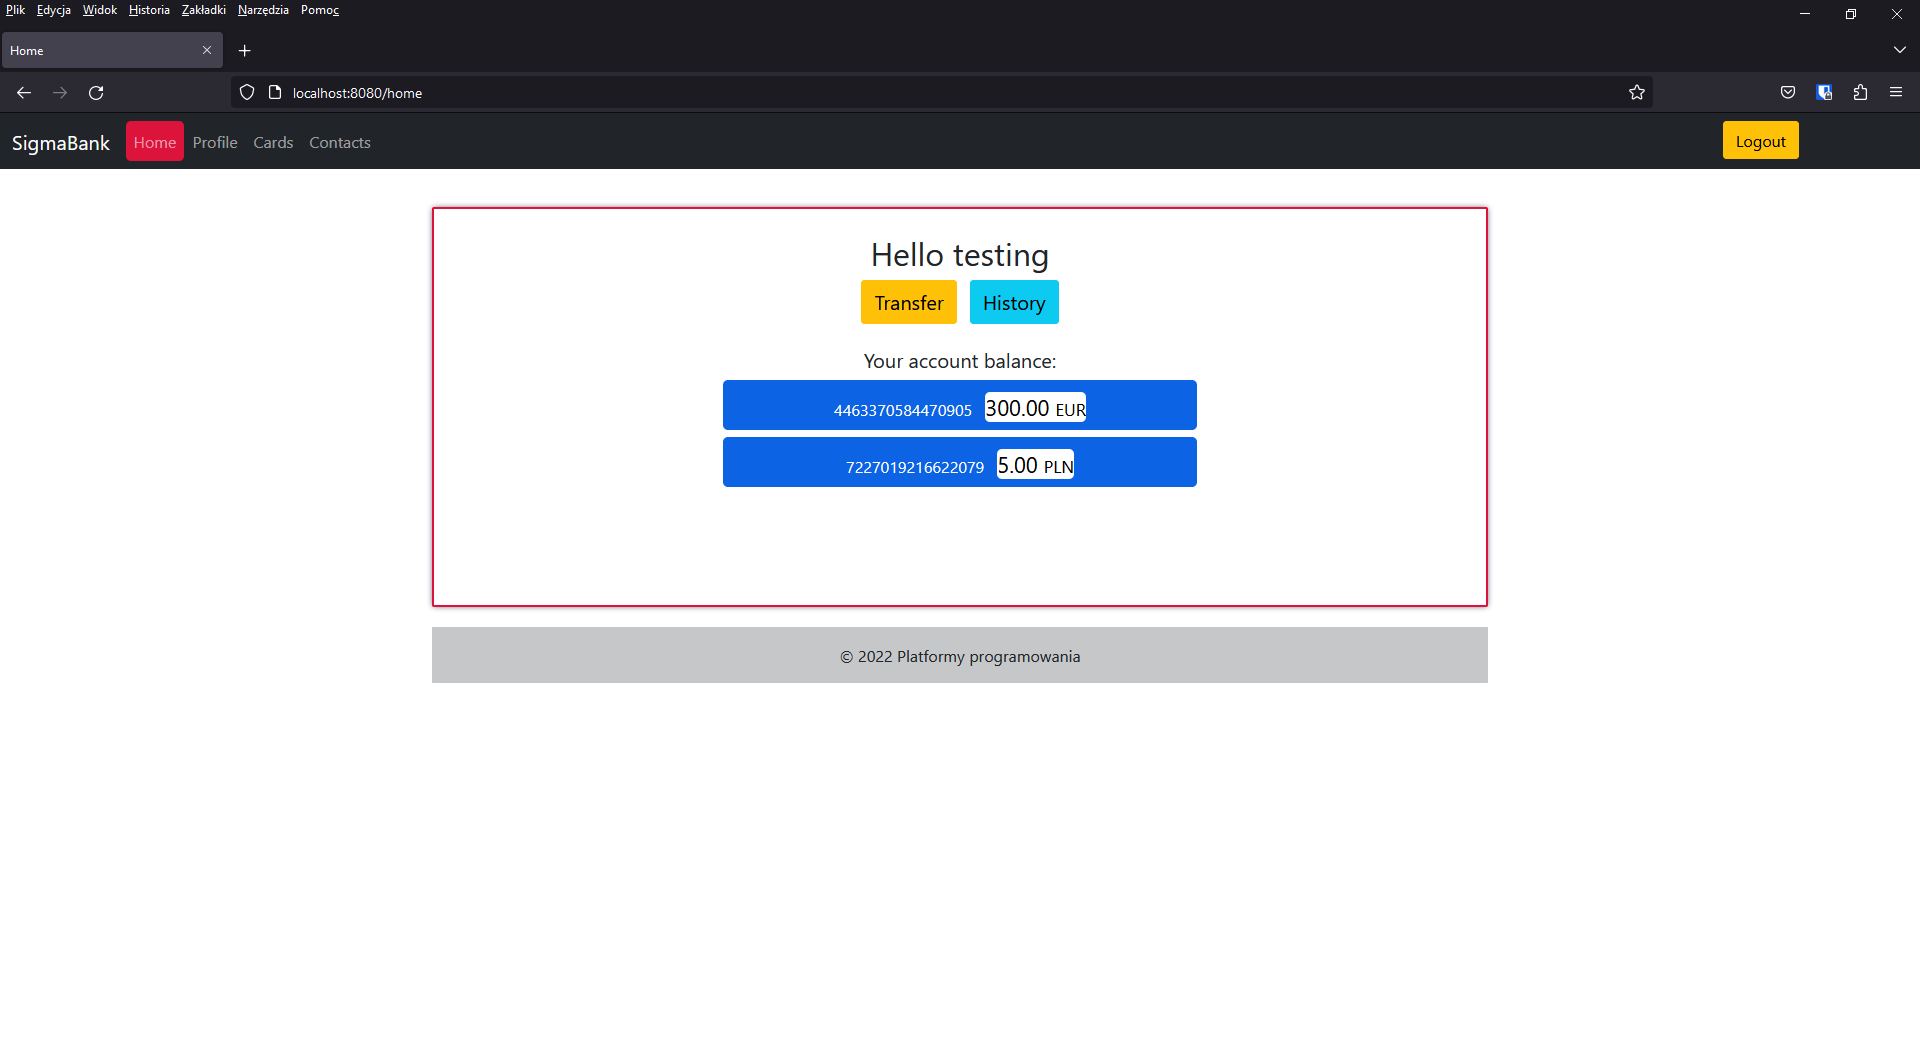 Plik Edycja Widok Historia Zakładki Narzędzia Pomoc
Home
localhost:8080/home
SigmaBank Home Profile Cards Contacts Logout
Hello testing
Transfer History
Your account balance:
4463370584470905 300.00 EUR
7227019216622079 5.00 PLN
© 2022 Platformy programowania